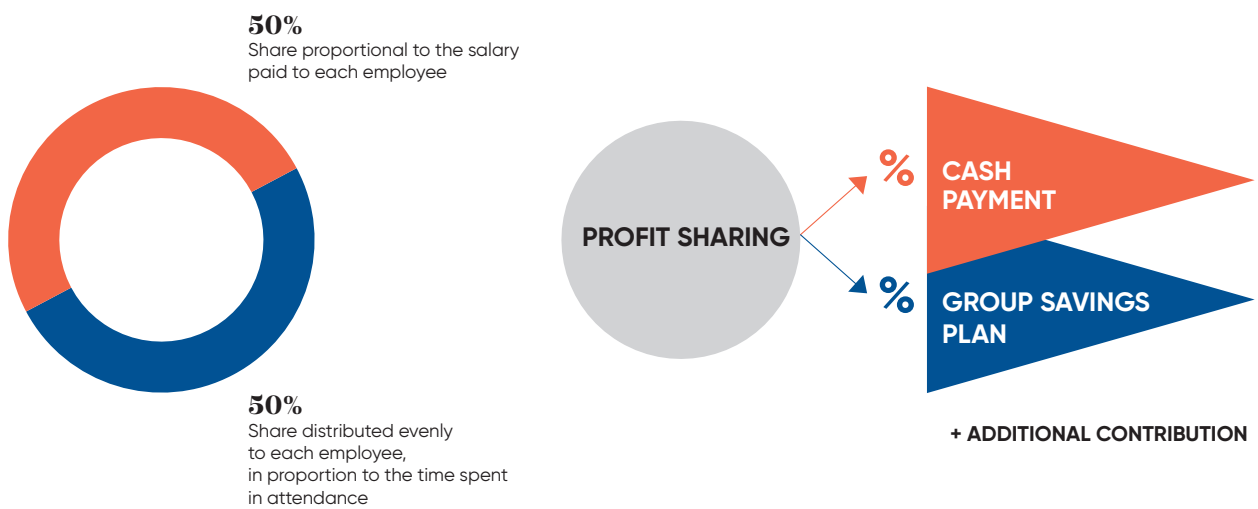 50%
Share proportional to the salary
paid to each employee
50%
Share distributed evenly
to each employee,
in proportion to the time spent
in attendance
PROFIT SHARING
%
CASH
PAYMENT
%
GROUP SAVINGS
PLAN
+ ADDITIONAL CONTRIBUTION